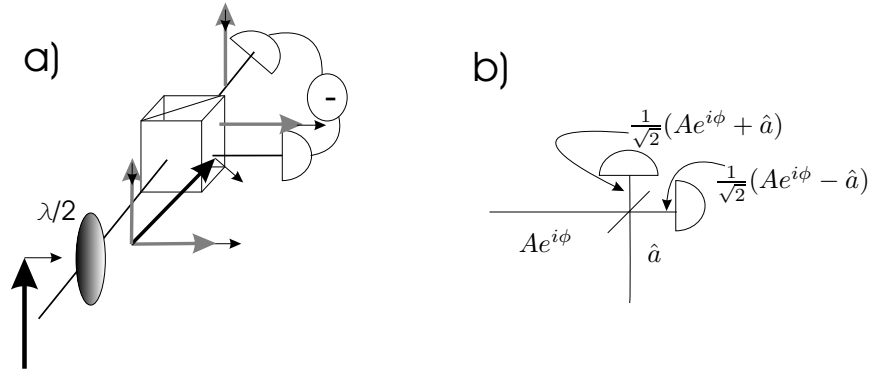 a)
-
λ/2
b)
$\frac{1}{\sqrt{2}}(Ae^{i\phi} + \hat{a})$
$\frac{1}{\sqrt{2}}(Ae^{i\phi} - \hat{a})$
$Ae^{i\phi}$
$\hat{a}$